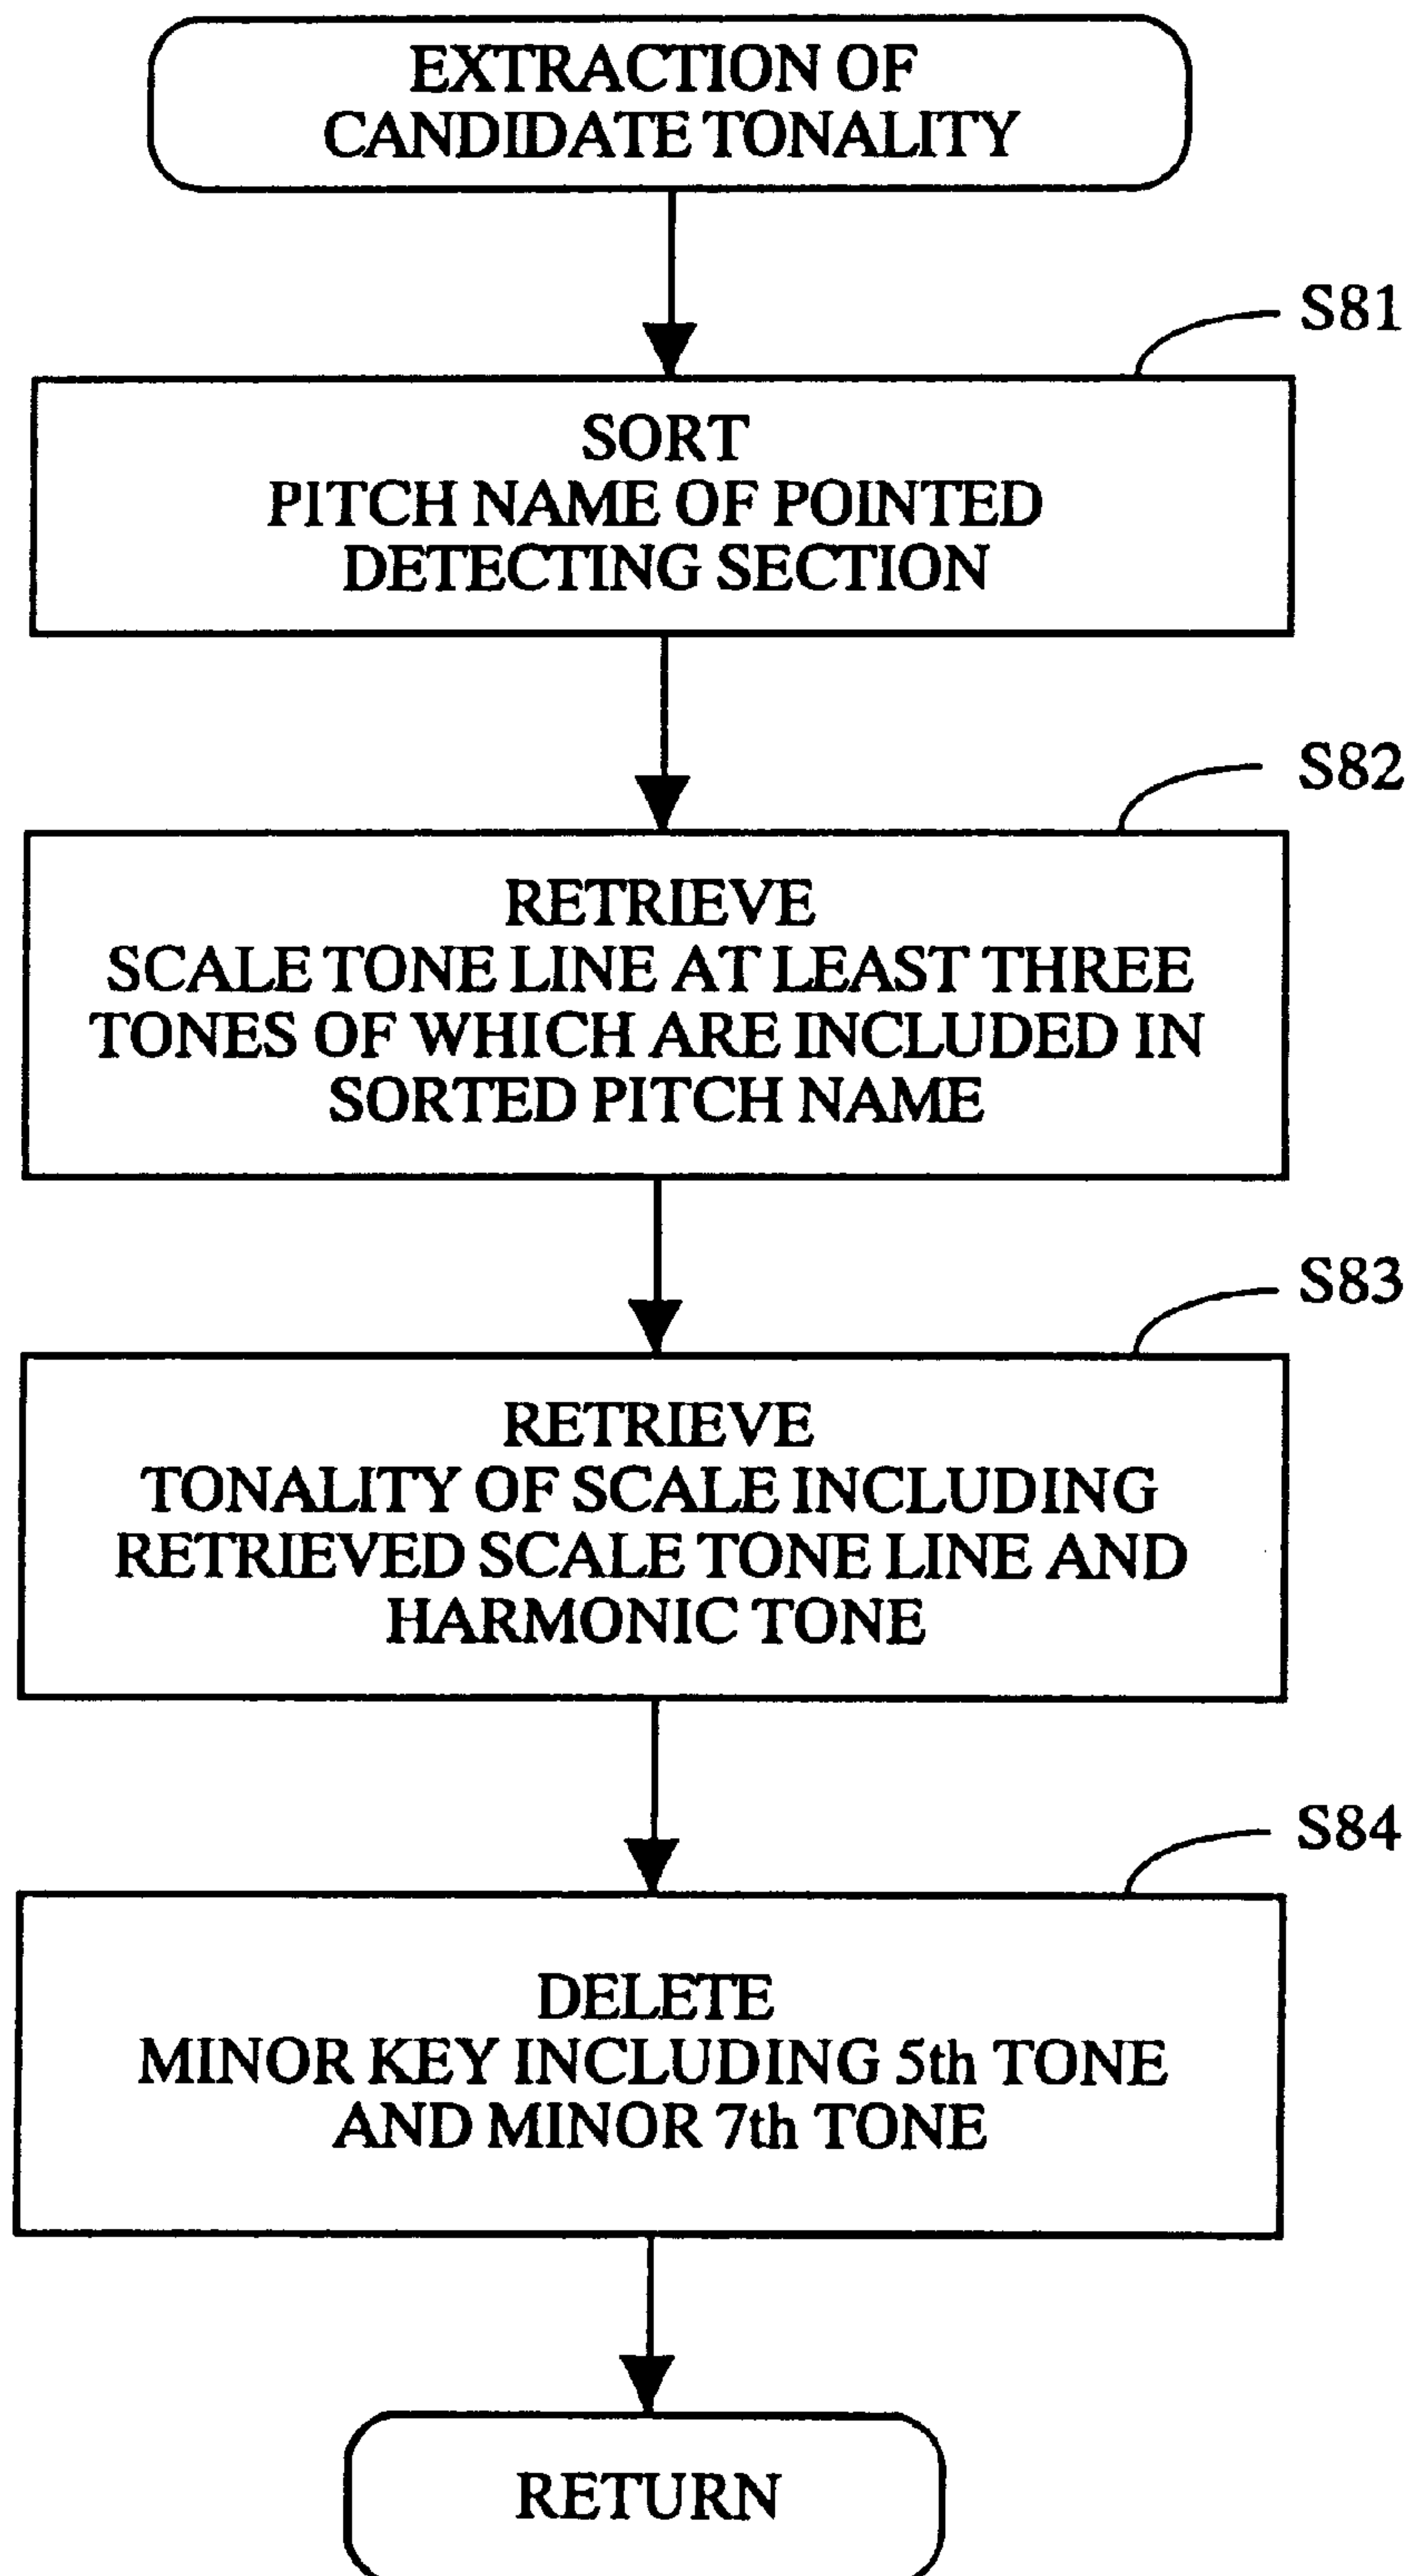 EXTRACTION OF
CANDIDATE TONALITY
S81
SORT
PITCH NAME OF POINTED
DETECTING SECTION
S82
RETRIEVE
SCALE TONE LINE AT LEAST THREE
TONES OF WHICH ARE INCLUDED IN
SORTED PITCH NAME
S83
RETRIEVE
TONALITY OF SCALE INCLUDING
RETRIEVED SCALE TONE LINE AND
HARMONIC TONE
S84
DELETE
MINOR KEY INCLUDING 5th TONE
AND MINOR 7th TONE
RETURN